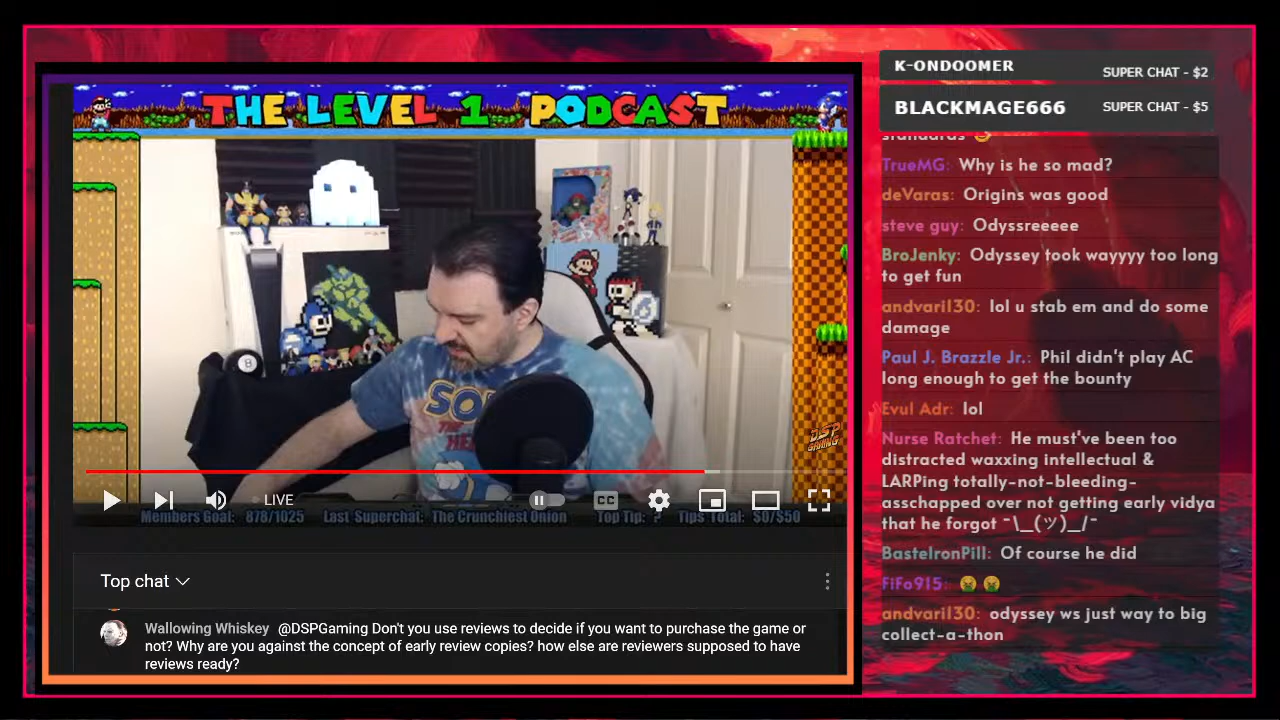 THE LEVEL 1 PODCAST
SO
DSP
GAMING
8
LIVE
CC
Members Goal: 878/1025 Last Superchat: The Crunchiest Onion Top Tip: ? Tips Total: $0/$50
Top chat
Wallowing Whiskey @DSPGaming Don't you use reviews to decide if you want to purchase the game or
not? Why are you against the concept of early review copies? how else are reviewers supposed to have
reviews ready?
K-ONDOOMER SUPER CHAT - $2
BLACKMAGE666 SUPER CHAT - $5
standards
TrueMG: Why is he so mad?
deVaras: Origins was good
steve guy: Odyssreeeee
BroJenky: Odyssey took wayyyy too long
to get fun
andvari130: lol u stab em and do some
damage
Paul J. Brazzle Jr.: Phil didn't play AC
long enough to get the bounty
Evul Adr: lol
Nurse Ratchet: He must've been too
distracted waxxing intellectual &
LARPing totally-not-bleeding-
asschapped over not getting early vidya
that he forgot ¯\_(ツ)_/¯
BasteIronPill: Of course he did
FiFo915: 😭 😭
andvari130: odyssey ws just way to big
collect-a-thon